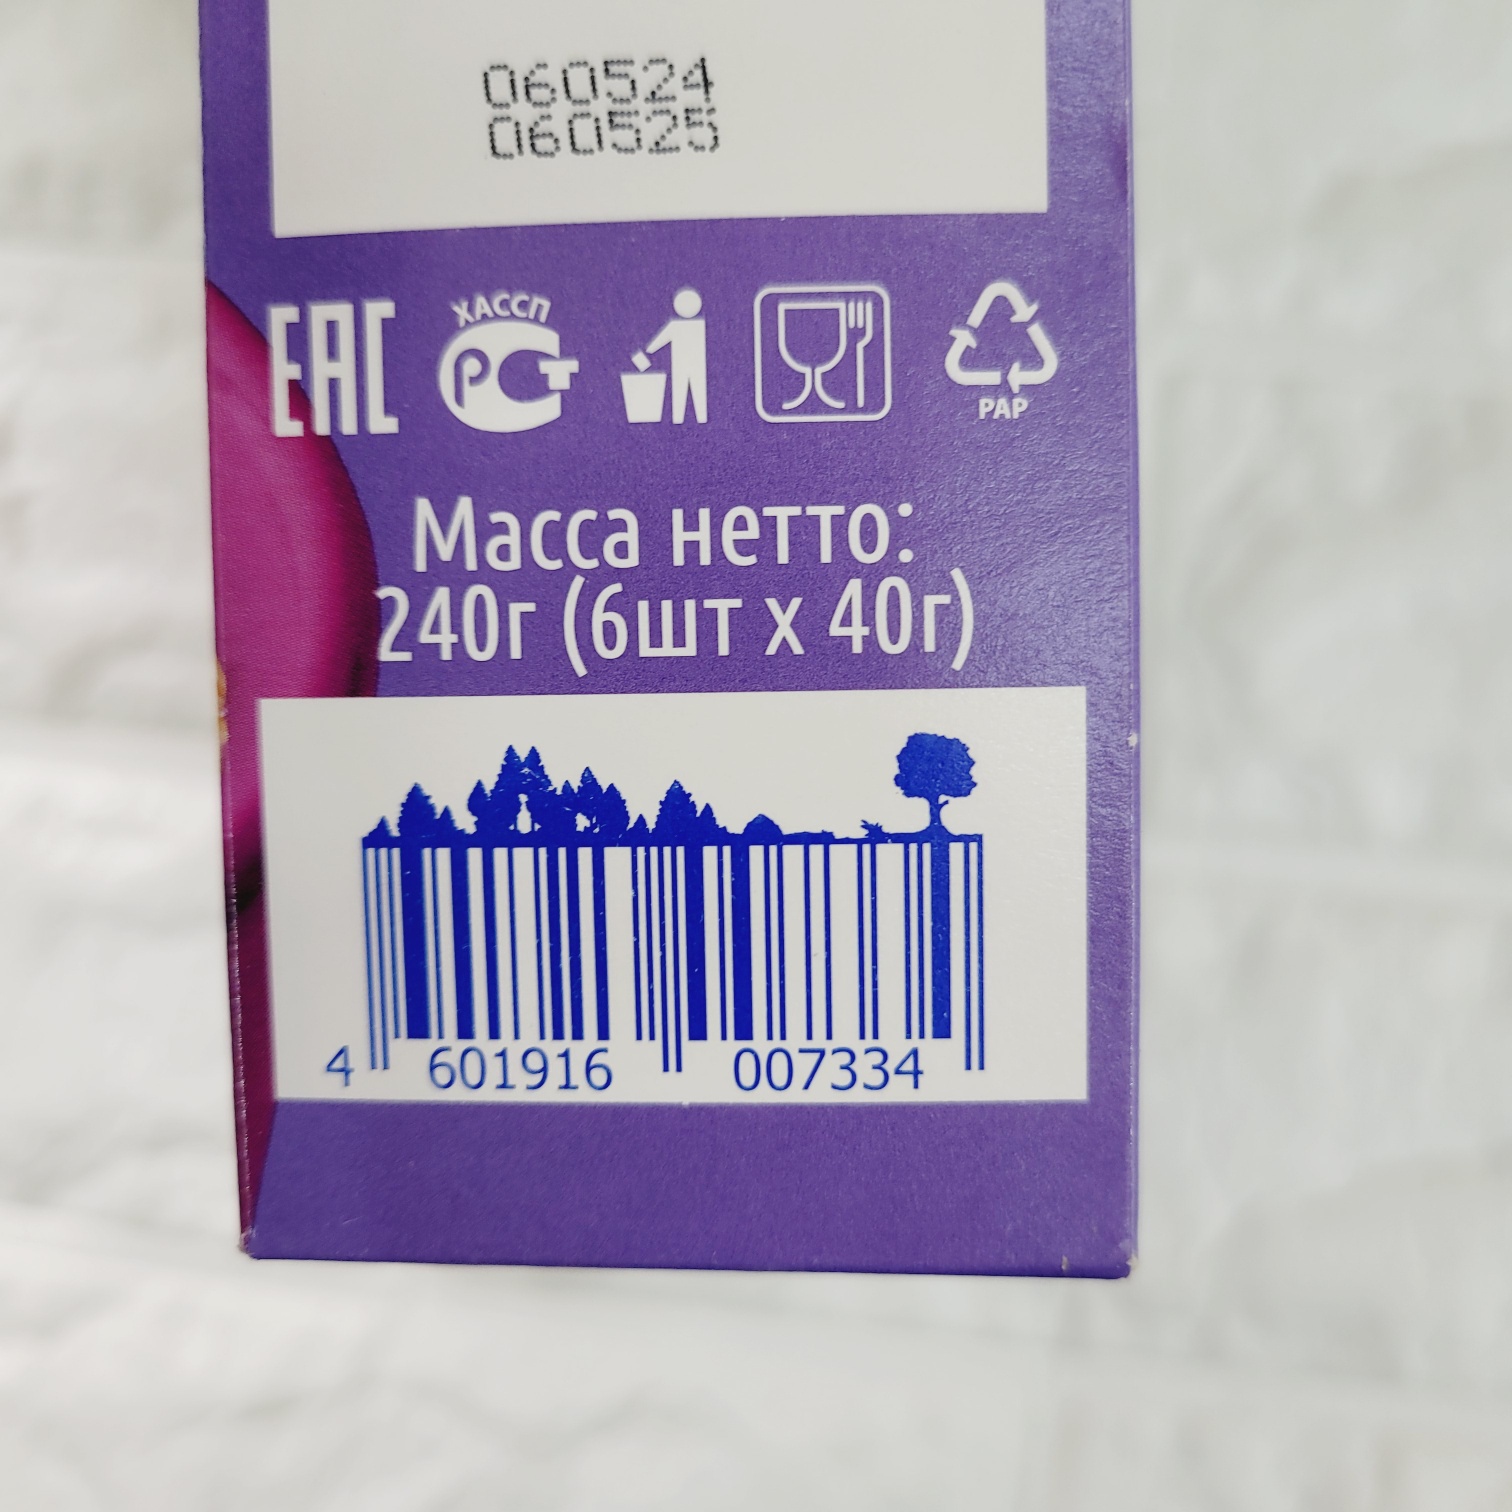 060524
060525
ЕАС
ХАССП
РСТ
PAP
Масса нетто:
240г (6шт х 40г)
4 601916 007334